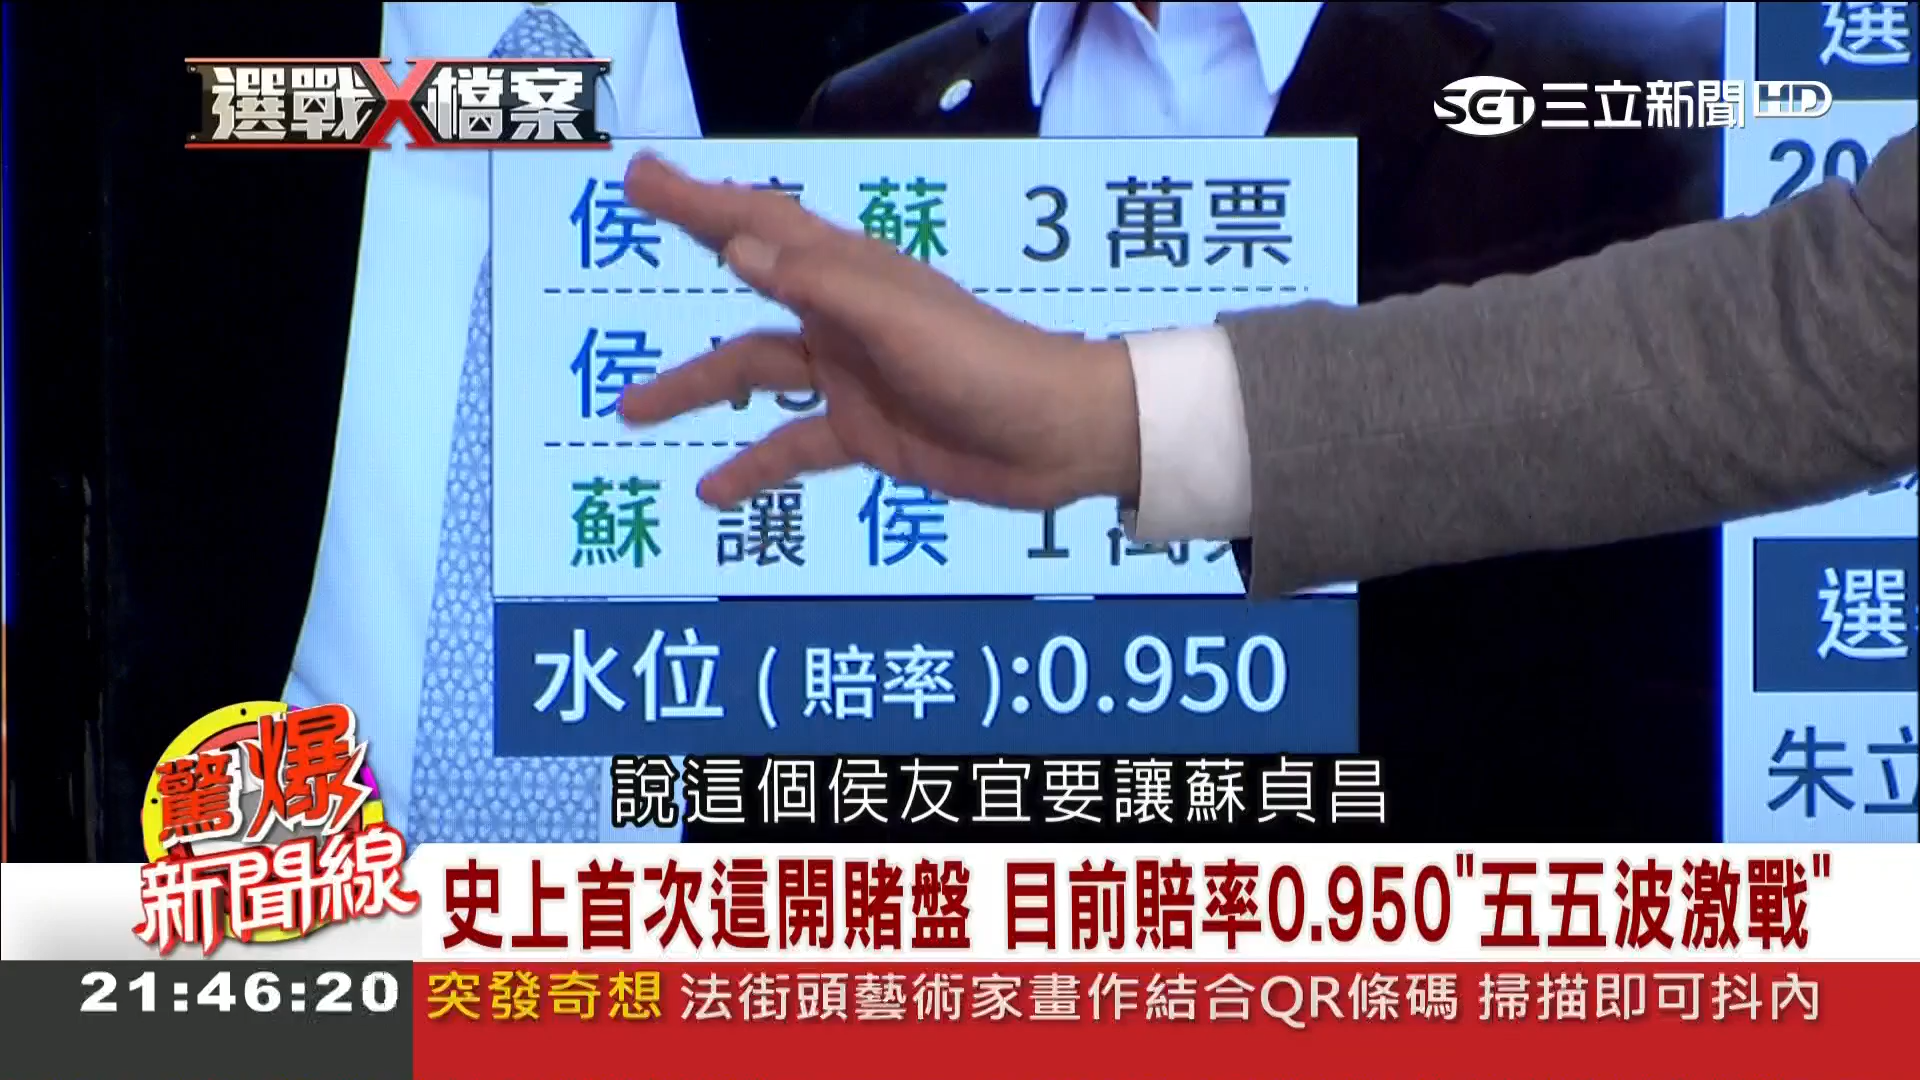 選戰X檔案
SET三立新聞HD
選
侯 蘇 3 萬票
侯
蘇 讓 侯 1
水位(賠率):0.950
選
朱立
說這個侯友宜要讓蘇貞昌
驚爆
新聞線
史上首次這開賭盤 目前賠率0.950"五五波激戰"
21:46:20
突發奇想 法街頭藝術家畫作結合QR條碼 掃描即可抖內